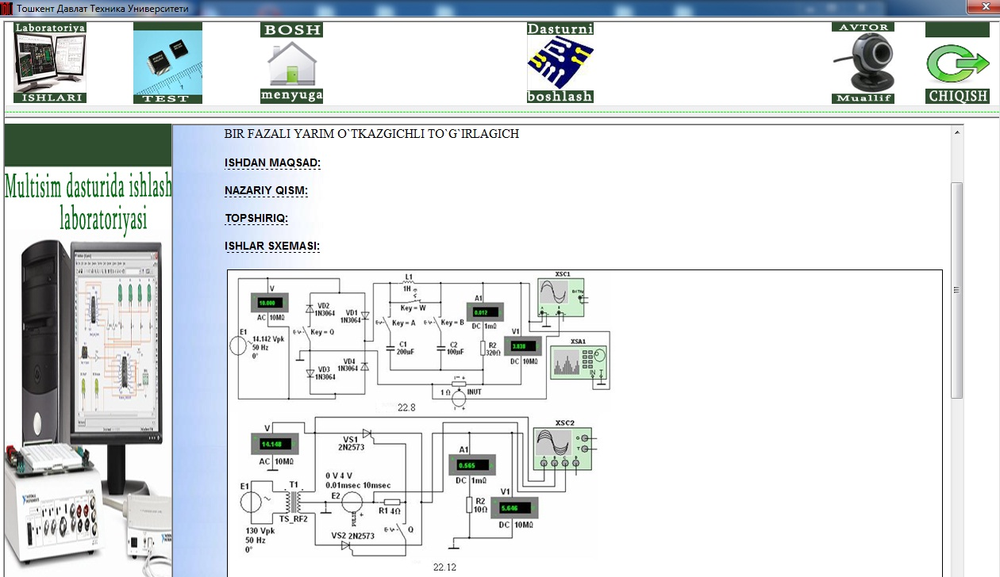 Тошкент Давлат Техника Университети
Laboratoriya
ISHLARI
TEST
BOSH
menyuga
Dasturni
boshlash
AVTOR
Muallif
CHIQISH
Multisim dasturida ishlash
laboratoriyasi
BIR FAZALI YARIM O`TKAZGICHLI TO`G`IRLAGICH
ISHDAN MAQSAD:
NAZARIY QISM:
TOPSHIRIQ:
ISHLAR SXEMASI:
L1
1H
Key = W
V
10.000
AC 10MΩ
E1
14.142 Vpk
50 Hz
0°
VD2
1N3064
VD1
1N3064
Key = Q
VD3
1N3064
VD4
1N3064
Key = A
Key = B
C1
200µF
C2
100µF
A1
0.012
DC 1mΩ
R2
320Ω
V1
3.838
DC 10MΩ
1 Ω
INUT
XSC1
XSA1
IN T
22.8
V
14.148
AC 10MΩ
VS1
2N2573
E1
130 Vpk
50 Hz
0°
T1
TS_RF2
0 V 4 V
0.01msec 10msec
E2
R1 4Ω
Q
VS2 2N2573
A1
0.565
DC 1mΩ
R2
10Ω
V1
5.646
DC 10MΩ
XSC2
G
T
A B C D
22.12